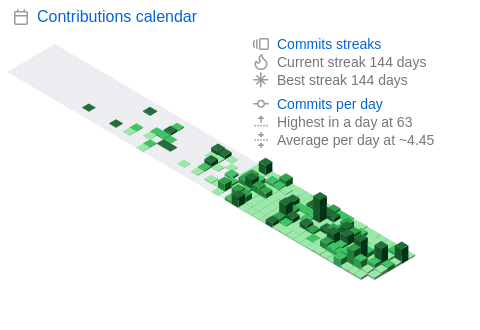 Contributions calendar
Commits streaks
Current streak 144 days
Best streak 144 days
Commits per day
Highest in a day at 63
Average per day at ~4.45